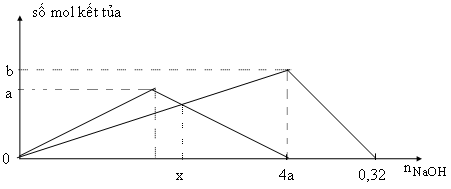 số mol kết tủa
b
a
0
x
4a
0,32
nNaOH